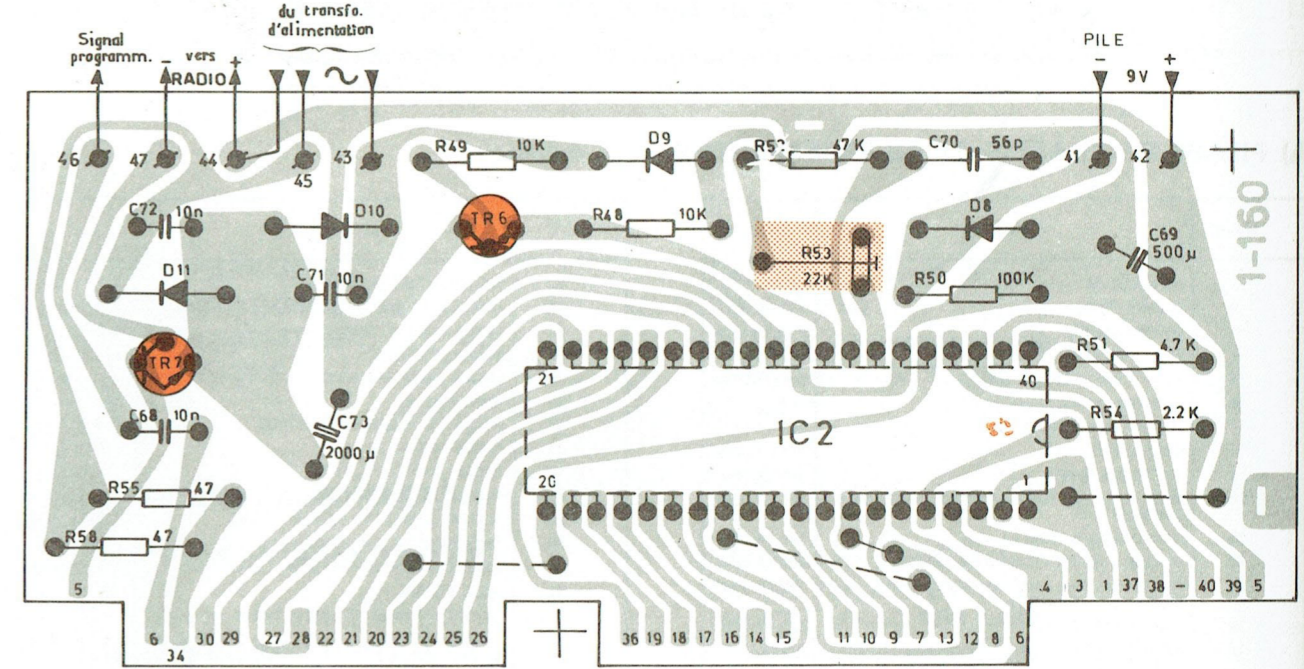 du transfo.
d'alimentation
Signal
programm.
- vers +
RADIO
~
PILE
- 9V +
46
47
44
45
43
R49 10K
D9
47 K
C70 56p
41
42
C72 10n
D10
TR6
R48 10K
D8
C69
500µ
1-160
D11
C71 10n
R53
22K
R50 100K
TR7
21
40
R51 4.7 K
C68 10n
C73
2000µ
IC2
R54 2.2 K
20
1
R55 47
R58 47
5
.4 3 1 37 38 - 40 39 5
6 34 30 29 27 28 22 21 20 23 24 25 26
36 19 18 17 16 14 15 11 10 9 7 13 12 8 6